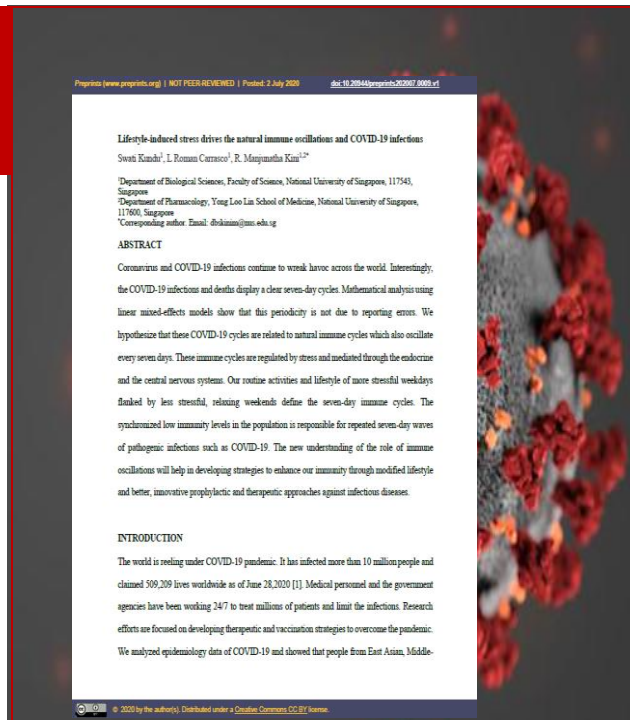 Preprints (www.preprints.org) | NOT PEER-REVIEWED | Posted: 2 July 2020 doi:10.20944/preprints202007.0009.v1
Lifestyle-induced stress drives the natural immune oscillations and COVID-19 infections
Swati Kundu1, L Roman Carrasco1, R. Manjunatha Kini1,2*
1Department of Biological Sciences, Faculty of Science, National University of Singapore, 117543,
Singapore
2Department of Pharmacology, Yong Loo Lin School of Medicine, National University of Singapore,
117600, Singapore
*Corresponding author. Email: dbskinim@nus.edu.sg
ABSTRACT
Coronavirus and COVID-19 infections continue to wreak havoc across the world. Interestingly,
the COVID-19 infections and deaths display a clear seven-day cycles. Mathematical analysis using
linear mixed-effects models show that this periodicity is not due to reporting errors. We
hypothesize that these COVID-19 cycles are related to natural immune cycles which also oscillate
every seven days. These immune cycles are regulated by stress and mediated through the endocrine
and the central nervous systems. Our routine activities and lifestyle of more stressful weekdays
flanked by less stressful, relaxing weekends define the seven-day immune cycles. The
synchronized low immunity levels in the population is responsible for repeated seven-day waves
of pathogenic infections such as COVID-19. The new understanding of the role of immune
oscillations will help in developing strategies to enhance our immunity through modified lifestyle
and better, innovative prophylactic and therapeutic approaches against infectious diseases.
INTRODUCTION
The world is reeling under COVID-19 pandemic. It has infected more than 10 million people and
claimed 509,209 lives worldwide as of June 28,2020 [1]. Medical personnel and the government
agencies have been working 24/7 to treat millions of patients and limit the infections. Research
efforts are focused on developing therapeutic and vaccination strategies to overcome the pandemic.
We analyzed epidemiology data of COVID-19 and showed that people from East Asian, Middle-
© 2020 by the author(s). Distributed under a Creative Commons CC BY license.